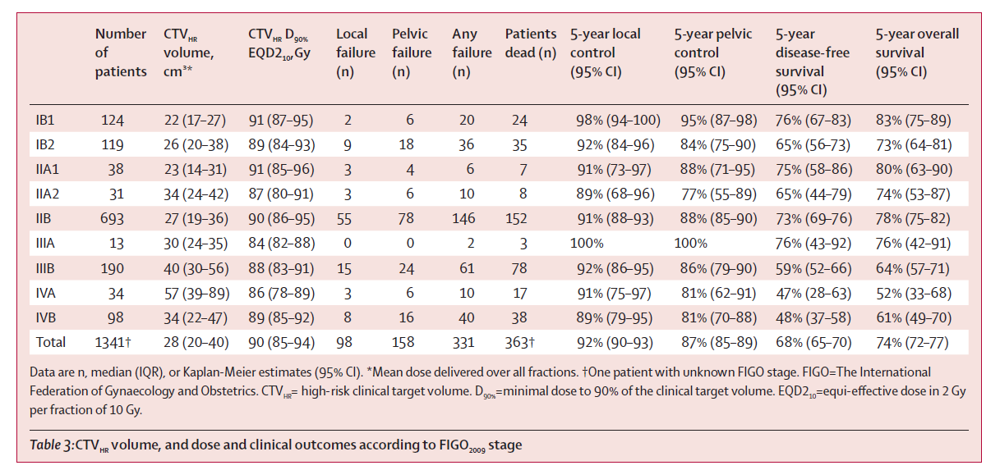 Number of patients | CTVHR volume, cm³* | CTVHR D90% EQD210,Gy | Local failure (n) | Pelvic failure (n) | Any failure (n) | Patients dead (n) | 5-year local control (95% CI) | 5-year pelvic control (95% CI) | 5-year disease-free survival (95% CI) | 5-year overall survival (95% CI)
IB1 124 22 (17–27) 91 (87–95) 2 6 20 24 98% (94–100) 95% (87–98) 76% (67–83) 83% (75–89)
IB2 119 26 (20–38) 89 (84–93) 9 18 36 35 92% (84–96) 84% (75–90) 65% (56–73) 73% (64–81)
IIA1 38 23 (14–31) 91 (85–96) 3 4 6 7 91% (73–97) 88% (71–95) 75% (58–86) 80% (63–90)
IIA2 31 34 (24–42) 87 (80–91) 3 6 10 8 89% (68–96) 77% (55–89) 65% (44–79) 74% (53–87)
IIB 693 27 (19–36) 90 (86–95) 55 78 146 152 91% (88–93) 88% (85–90) 73% (69–76) 78% (75–82)
IIIA 13 30 (24–35) 84 (82–88) 0 0 2 3 100% 100% 76% (43–92) 76% (42–91)
IIIB 190 40 (30–56) 88 (83–91) 15 24 61 78 92% (86–95) 86% (79–90) 59% (52–66) 64% (57–71)
IVA 34 57 (39–89) 86 (78–89) 3 6 10 17 91% (75–97) 81% (62–91) 47% (28–63) 52% (33–68)
IVB 98 34 (22–47) 89 (85–92) 8 16 40 38 89% (79–95) 81% (70–88) 48% (37–58) 61% (49–70)
Total 1341† 28 (20–40) 90 (85–94) 98 158 331 363† 92% (90–93) 87% (85–89) 68% (65–70) 74% (72–77)
Data are n, median (IQR), or Kaplan-Meier estimates (95% CI). *Mean dose delivered over all fractions. †One patient with unknown FIGO stage. FIGO=The International
Federation of Gynaecology and Obstetrics. CTVHR= high-risk clinical target volume. D90%=minimal dose to 90% of the clinical target volume. EQD210=equi-effective dose in 2 Gy
per fraction of 10 Gy.
Table 3:CTVHR volume, and dose and clinical outcomes according to FIGO2009 stage